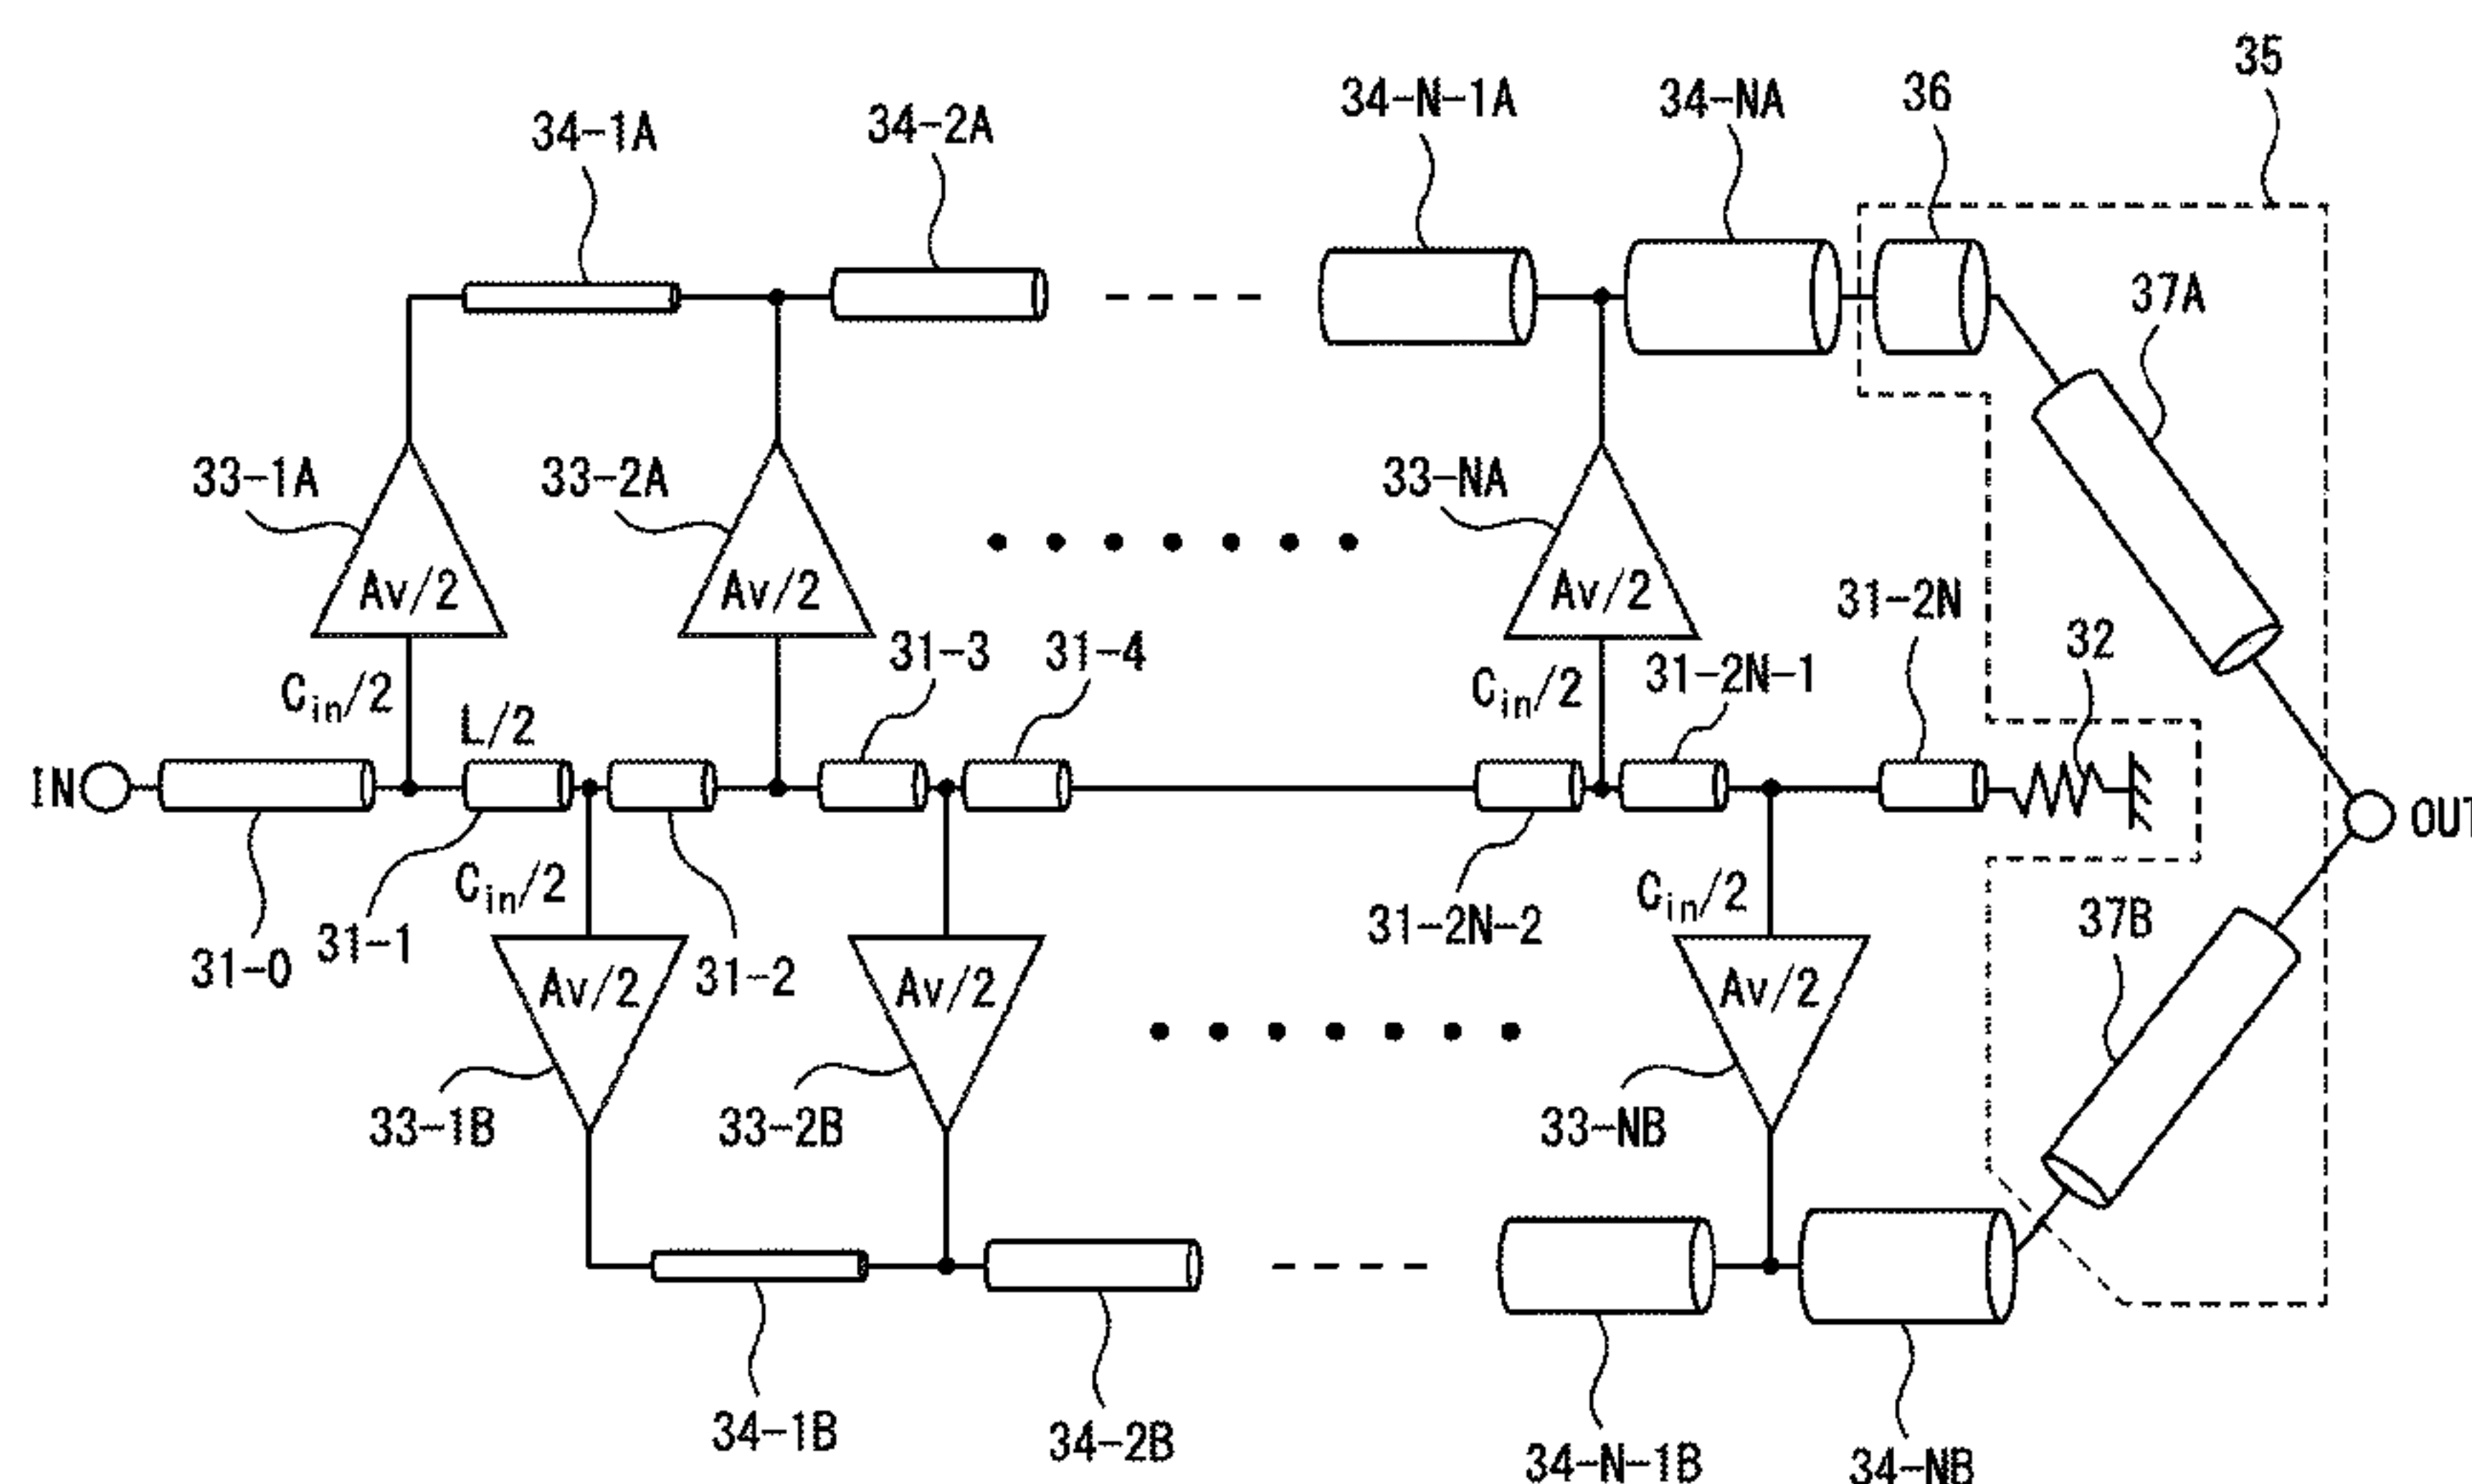 35
34-N-1A
34-NA
36
34-1A
34-2A
37A
33-1A
33-2A
33-NA
Av/2
Av/2
Av/2
31-2N
31-3
31-4
32
31-2N-1
Cin/2
Cin/2
L/2
IN
OUT
Cin/2
Cin/2
31-0
31-1
31-2
31-2N-2
37B
Av/2
Av/2
Av/2
33-1B
33-2B
33-NB
34-1B
34-2B
34-N-1B
34-NB